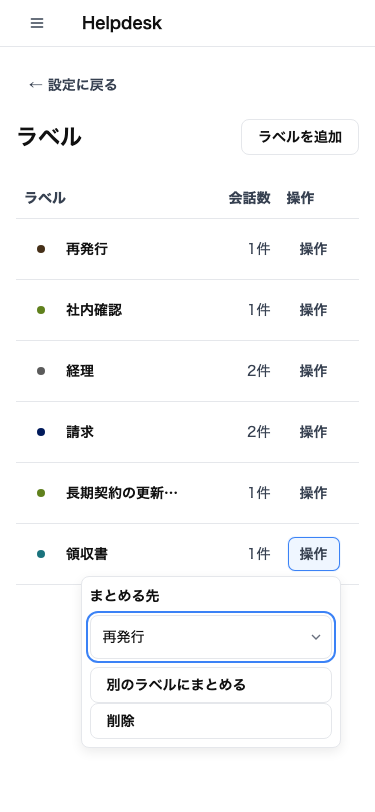 Helpdesk
← 設定に戻る
ラベル
ラベルを追加
ラベル 会話数 操作
再発行 1件 操作
社内確認 1件 操作
経理 2件 操作
請求 2件 操作
長期契約の更新… 1件 操作
領収書 1件 操作
まとめる先
再発行
別のラベルにまとめる
削除